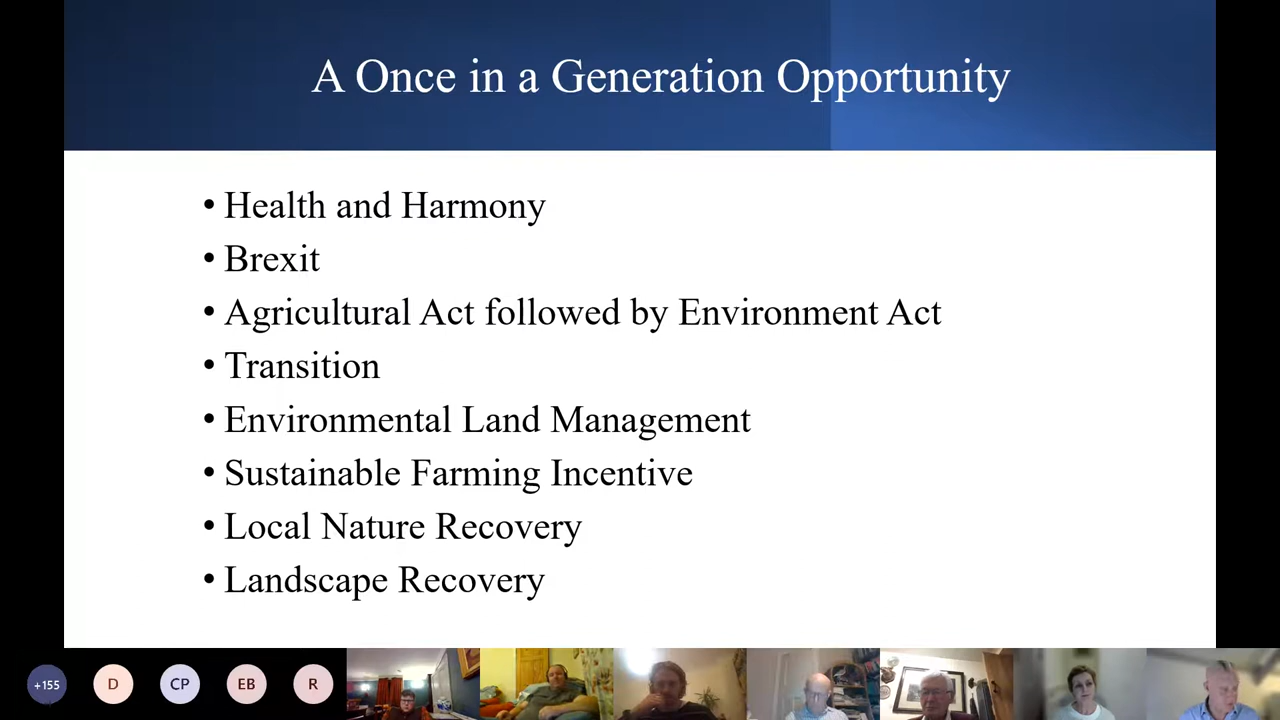 A Once in a Generation Opportunity
• Health and Harmony
• Brexit
• Agricultural Act followed by Environment Act
• Transition
• Environmental Land Management
• Sustainable Farming Incentive
• Local Nature Recovery
• Landscape Recovery
+155 D CP EB R